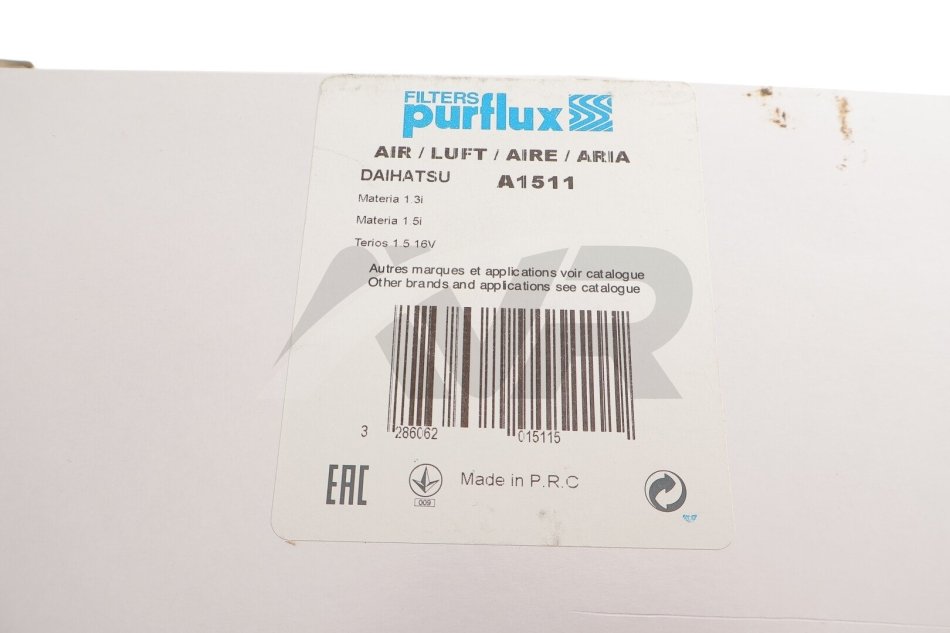 FILTERS
purflux
AIR / LUFT / AIRE / ARIA
DAIHATSU A1511
Materia 1.3i
Materia 1.5i
Terios 1.5 16V
Autres marques et applications voir catalogue
Other brands and applications see catalogue
3 286062 015115
EAC
009
Made in P.R.C